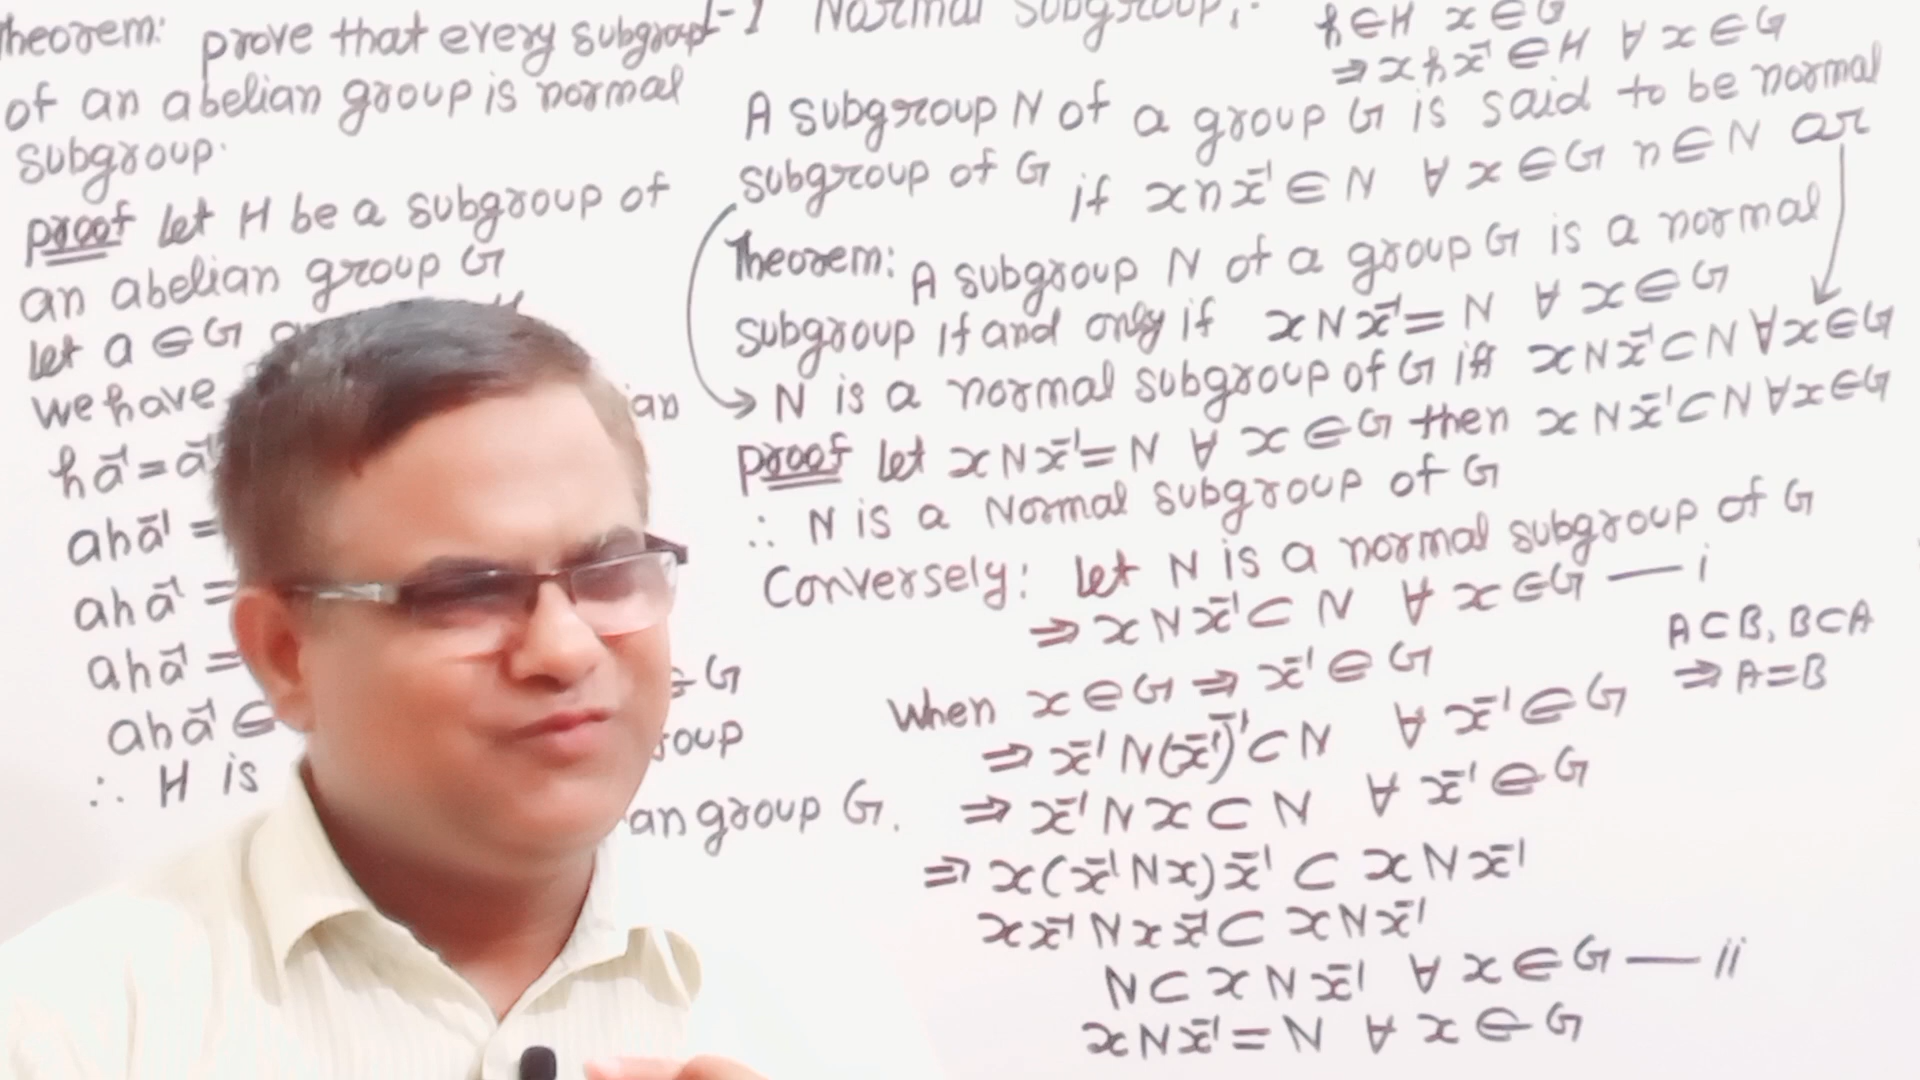 Theorem: prove that every subgroup
of an abelian group is normal
subgroup.
proof let H be a subgroup of
an abelian group G
let a ∈ G
we have
ha⁻¹ = a⁻¹
aha⁻¹ =
aha⁻¹ =
aha⁻¹ =
∈ G
aha⁻¹ ∈
∴ H is
an group G.
Normal Subgroup:
h ∈ H x ∈ G
⇒ xhx⁻¹ ∈ H ∀ x ∈ G
A subgroup N of a group G is said to be normal
subgroup of G if xnx⁻¹ ∈ N ∀ x ∈ G n ∈ N or
Theorem: A subgroup N of a group G is a normal
subgroup if and only if xNx⁻¹ = N ∀ x ∈ G
→ N is a normal subgroup of G iff xNx⁻¹ ⊂ N ∀ x ∈ G
proof let xNx⁻¹ = N ∀ x ∈ G then xNx⁻¹ ⊂ N ∀ x ∈ G
∴ N is a Normal subgroup of G
Conversely: let N is a normal subgroup of G
⇒ xNx⁻¹ ⊂ N ∀ x ∈ G — i
When x ∈ G ⇒ x⁻¹ ∈ G
A⊂B, B⊂A
⇒ A=B
⇒ x⁻¹N(x⁻¹)⁻¹ ⊂ N ∀ x⁻¹ ∈ G
⇒ x⁻¹Nx ⊂ N ∀ x⁻¹ ∈ G
⇒ x(x⁻¹Nx)x⁻¹ ⊂ xNx⁻¹
xx⁻¹Nxx⁻¹ ⊂ xNx⁻¹
N ⊂ xNx⁻¹ ∀ x ∈ G — ii
xNx⁻¹ = N ∀ x ∈ G